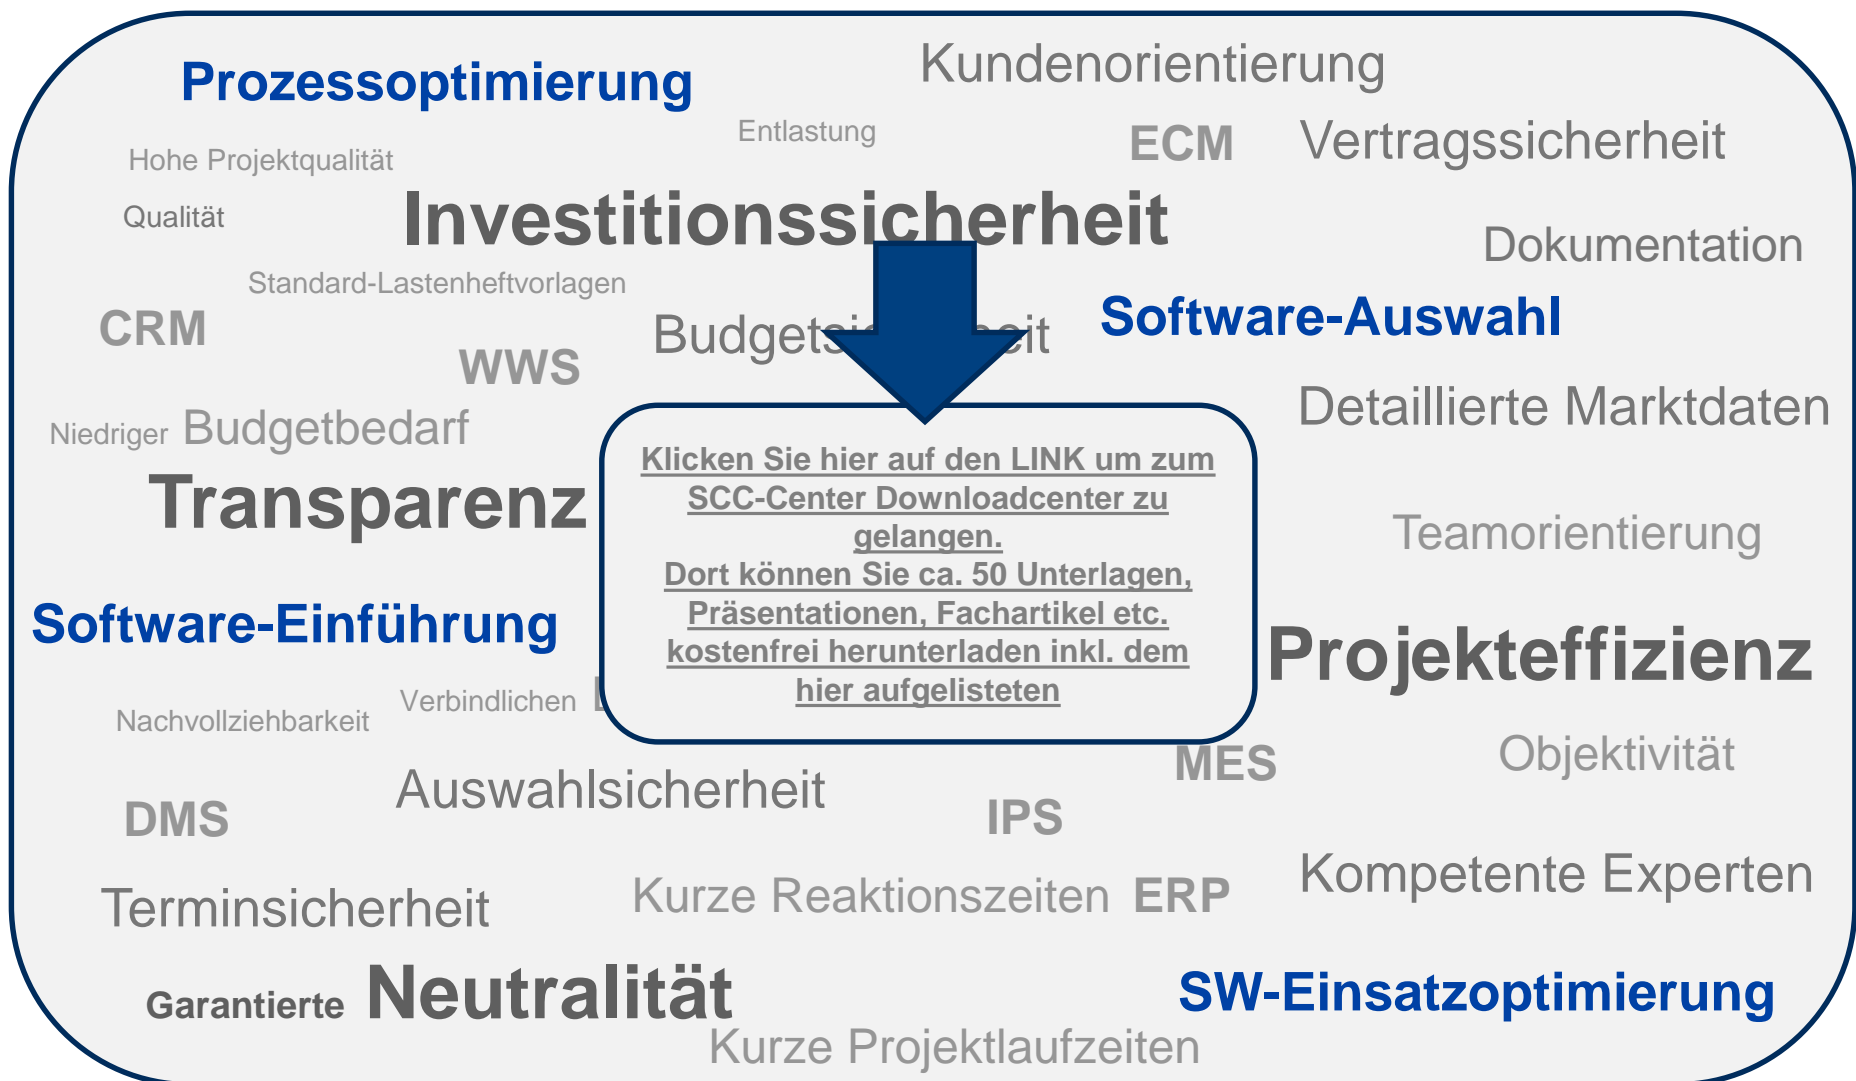 Kundenorientierung
Prozessoptimierung
Entlastung
ECM
Vertragssicherheit
Hohe Projektqualität
Qualität
Investitionssicherheit
Dokumentation
Standard-Lastenheftvorlagen
CRM
WWS
Software-Auswahl
Niedriger Budgetbedarf
Detaillierte Marktdaten
Klicken Sie hier auf den LINK um zum
SCC-Center Downloadcenter zu
gelangen.
Dort können Sie ca. 50 Unterlagen,
Präsentationen, Fachartikel etc.
kostenfrei herunterladen inkl. dem
hier aufgelisteten
Transparenz
Teamorientierung
Software-Einführung
Projekteffizienz
Verbindlichen
Nachvollziehbarkeit
MES
Objektivität
Auswahlsicherheit
DMS
IPS
Kompetente Experten
Terminsicherheit
Kurze Reaktionszeiten ERP
Garantierte Neutralität
SW-Einsatzoptimierung
Kurze Projektlaufzeiten